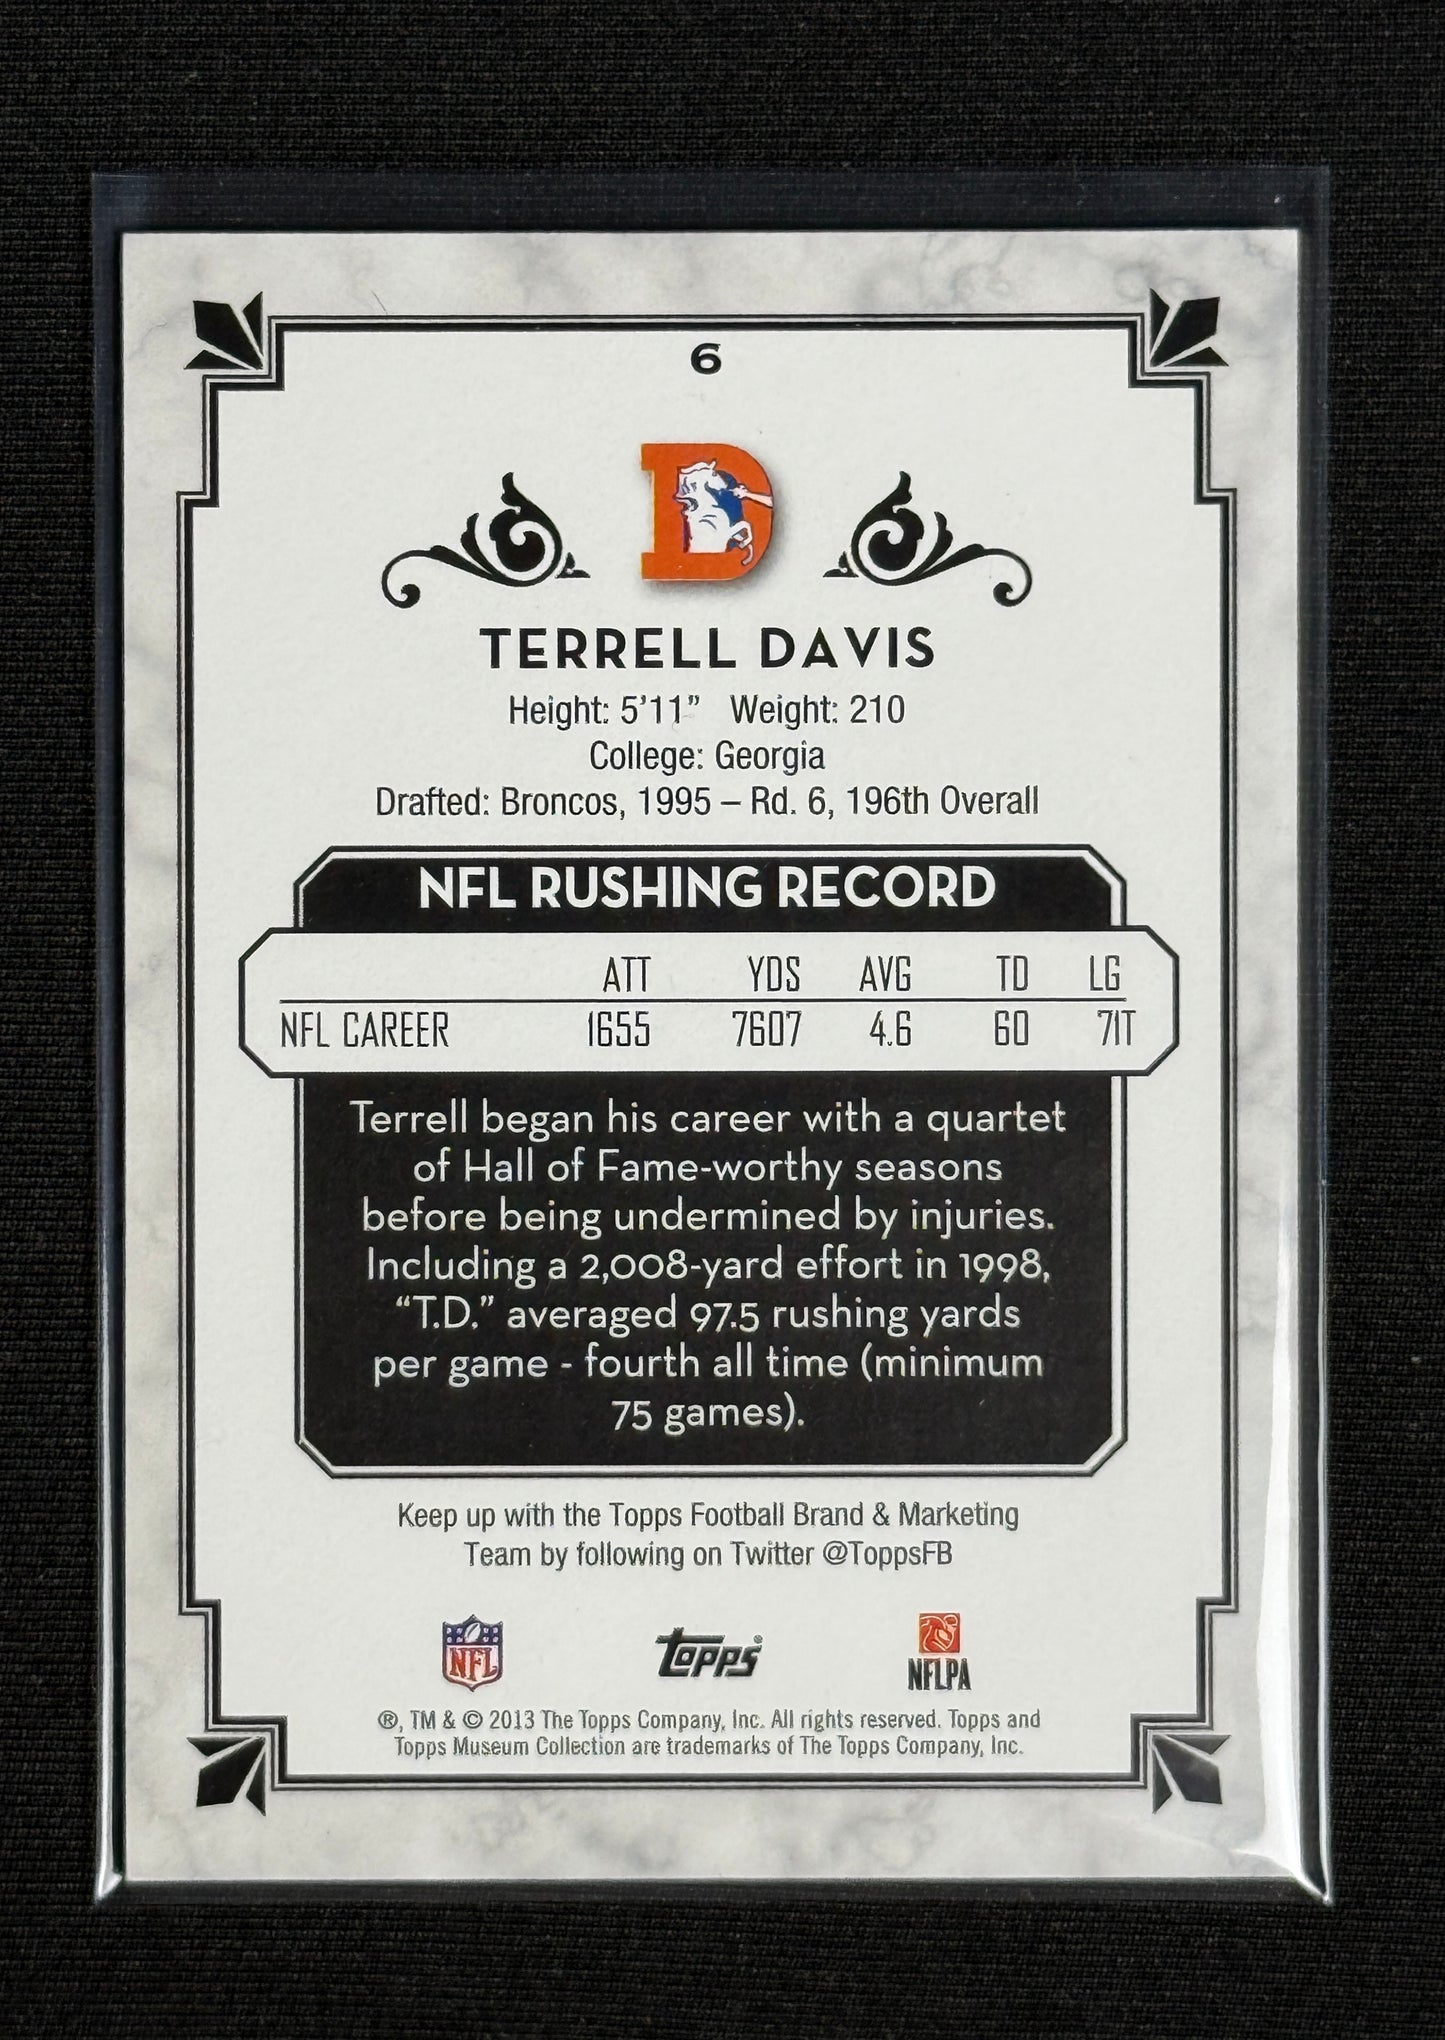 6
D
TERRELL DAVIS
Height: 5'11” Weight: 210
College: Georgia
Drafted: Broncos, 1995 – Rd. 6, 196th Overall
NFL RUSHING RECORD
ATT YDS AVG TD LG
NFL CAREER 1655 7607 4.6 60 71T
Terrell began his career with a quartet
of Hall of Fame-worthy seasons
before being undermined by injuries.
Including a 2,008-yard effort in 1998,
“T.D.” averaged 97.5 rushing yards
per game - fourth all time (minimum
75 games).
Keep up with the Topps Football Brand & Marketing
Team by following on Twitter @ToppsFB
NFL Topps® NFLPA
®, TM & © 2013 The Topps Company, Inc. All rights reserved. Topps and
Topps Museum Collection are trademarks of The Topps Company, Inc.